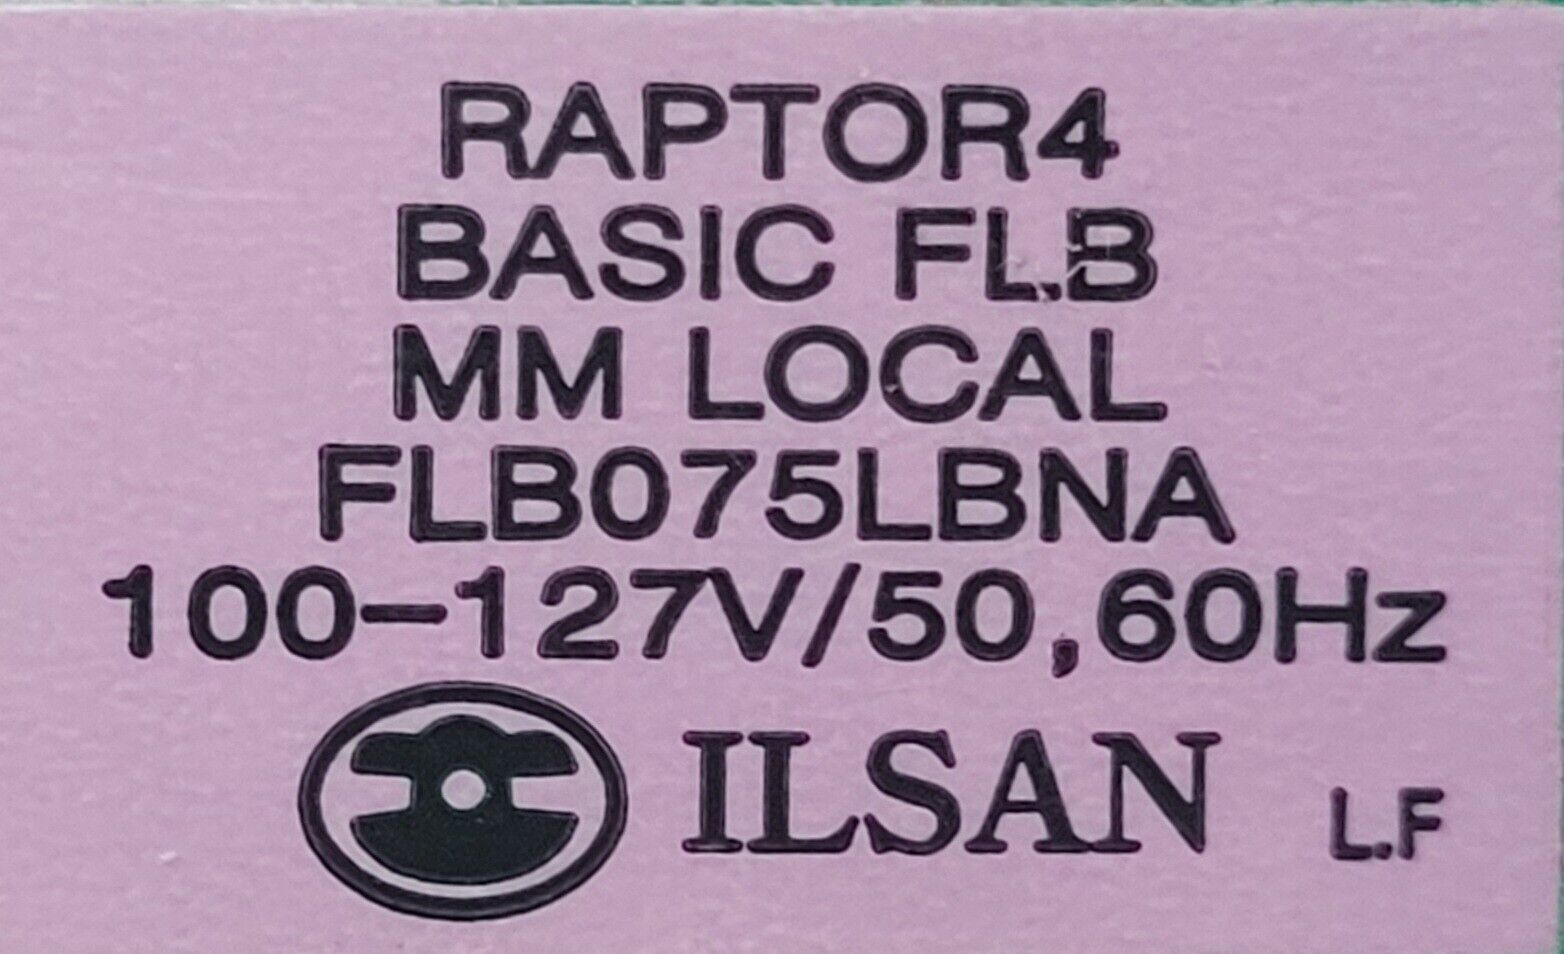 RAPTOR4
BASIC FLB
MM LOCAL
FLB075LBNA
100-127V/50,60Hz
ILSAN L.F